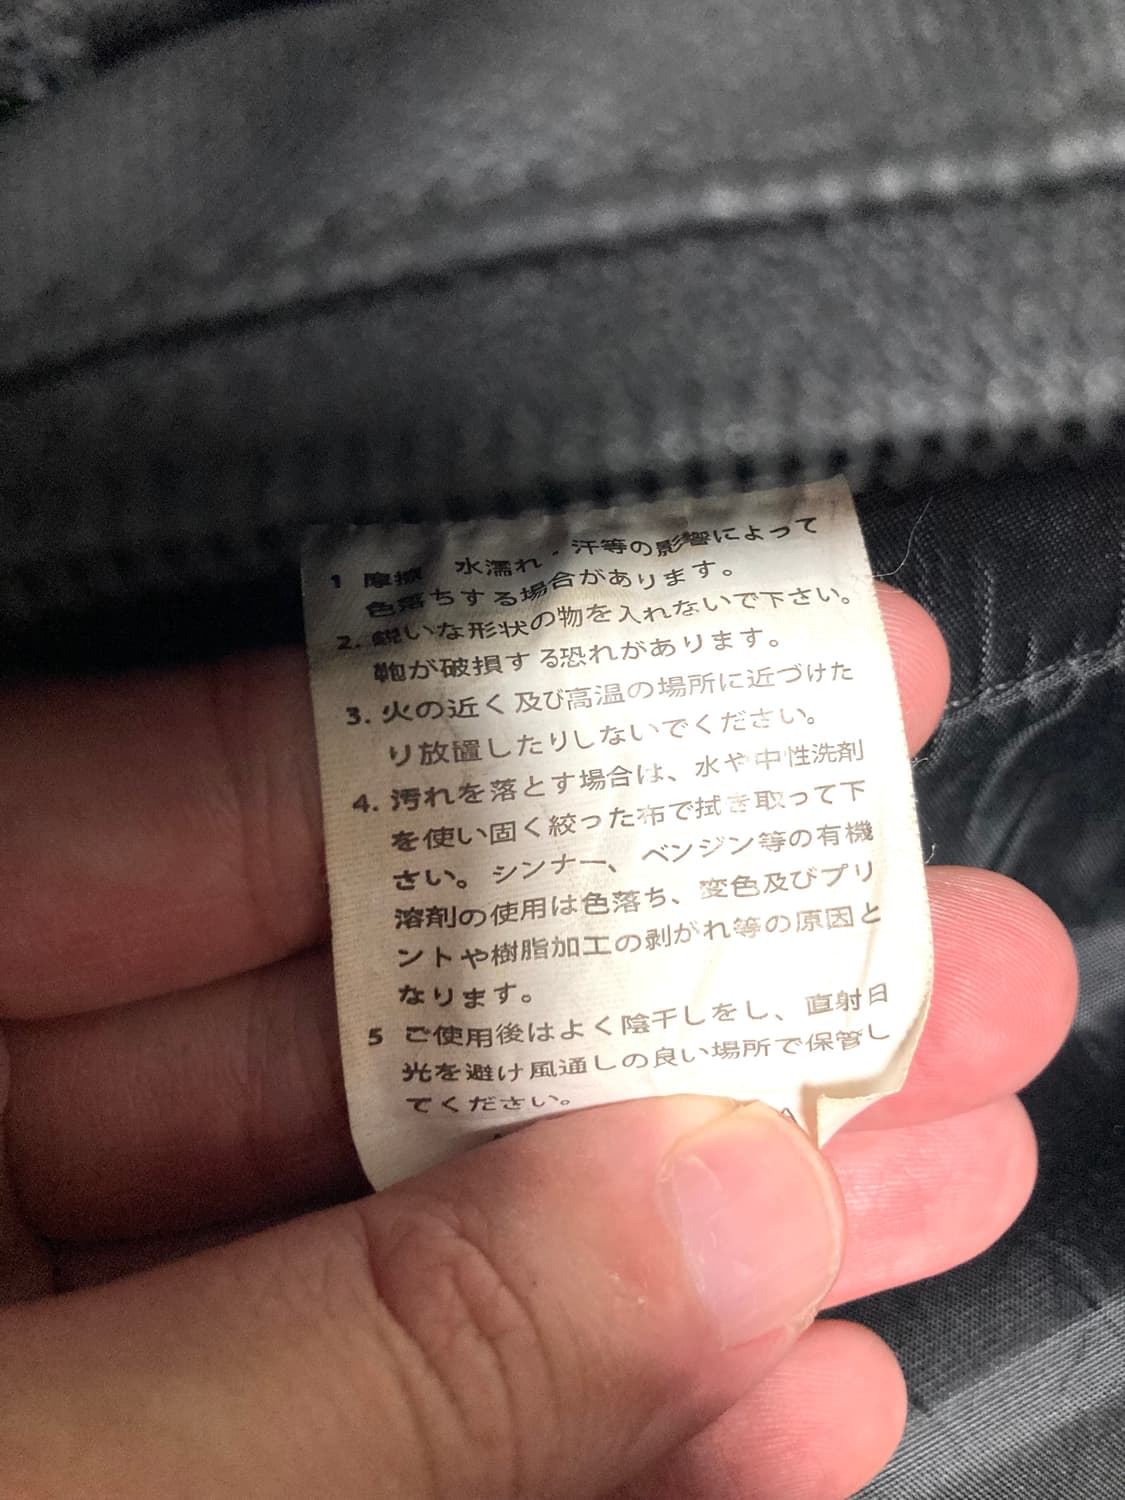 1 摩擦 水濡れ・汗等の影響によって
色落ちする場合があります。
2. 鋭いな形状の物を入れないで下さい。
鞄が破損する恐れがあります。
3. 火の近く及び高温の場所に近づけた
り放置したりしないでください。
4. 汚れを落とす場合は、水や中性洗剤
を使い固く絞った布で拭き取って下
さい。シンナー、ベンジン等の有機
溶剤の使用は色落ち、変色及びプリ
ントや樹脂加工の剥がれ等の原因と
なります。
5 ご使用後はよく陰干しをし、直射日
光を避け風通しの良い場所で保管し
てください。